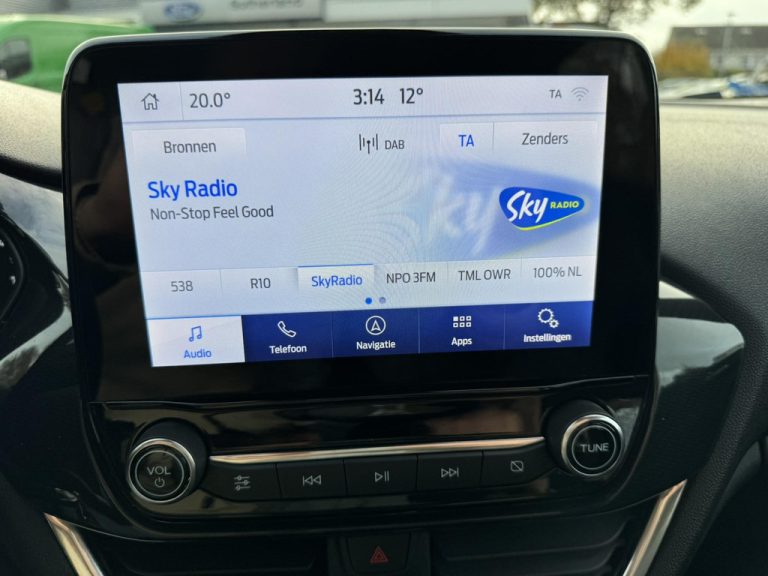 20.0° 3:14 12° TA
Bronnen DAB TA Zenders
Sky Radio
Non-Stop Feel Good
Sky RADIO
538 R10 SkyRadio NPO 3FM TML OWR 100% NL
Audio Telefoon Navigatie Apps Instellingen
VOL TUNE